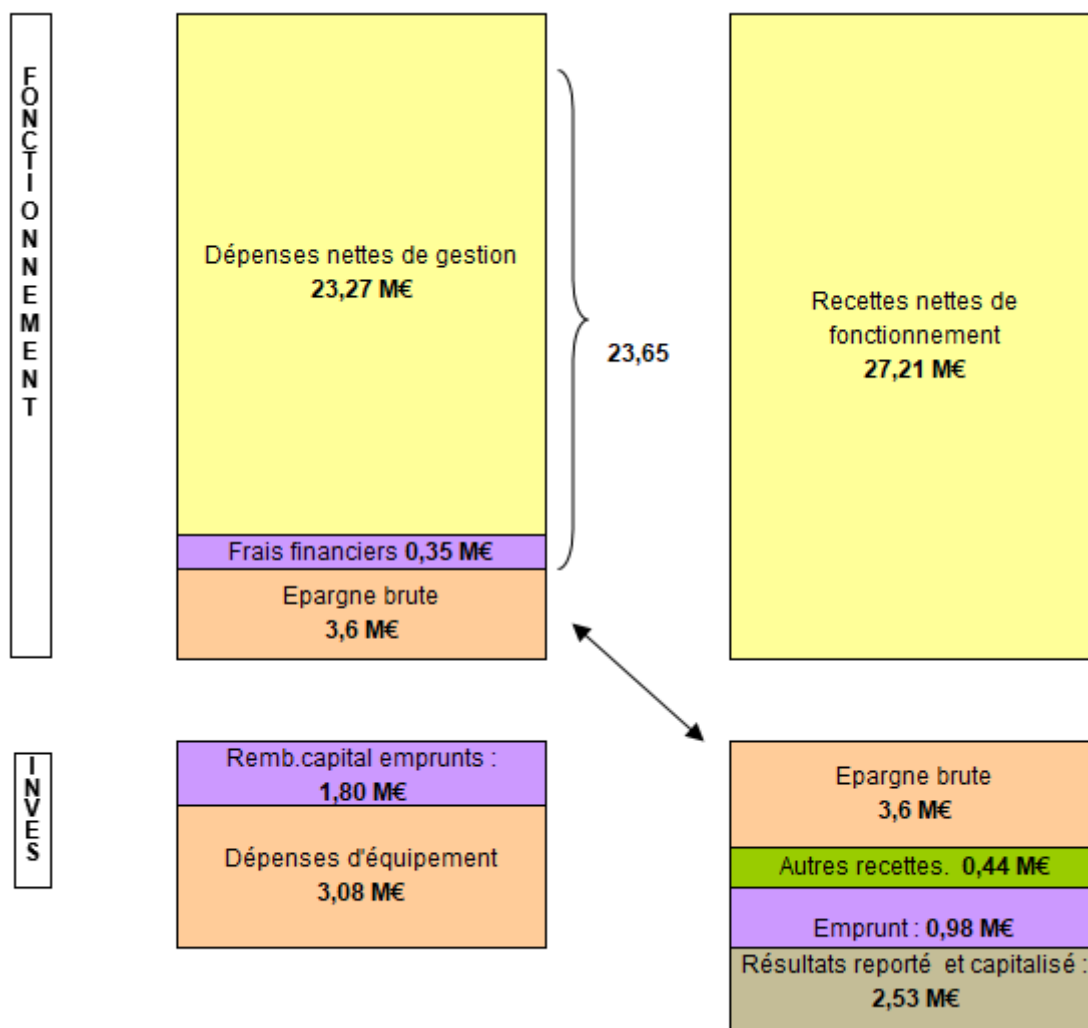 FONCTIONNEMENT
Dépenses nettes de gestion
23,27 M€
23,65
Recettes nettes de
fonctionnement
27,21 M€
Frais financiers 0,35 M€
Epargne brute
3,6 M€
INVES
Remb.capital emprunts :
1,80 M€
Dépenses d'équipement
3,08 M€
Epargne brute
3,6 M€
Autres recettes. 0,44 M€
Emprunt : 0,98 M€
Résultats reporté et capitalisé :
2,53 M€